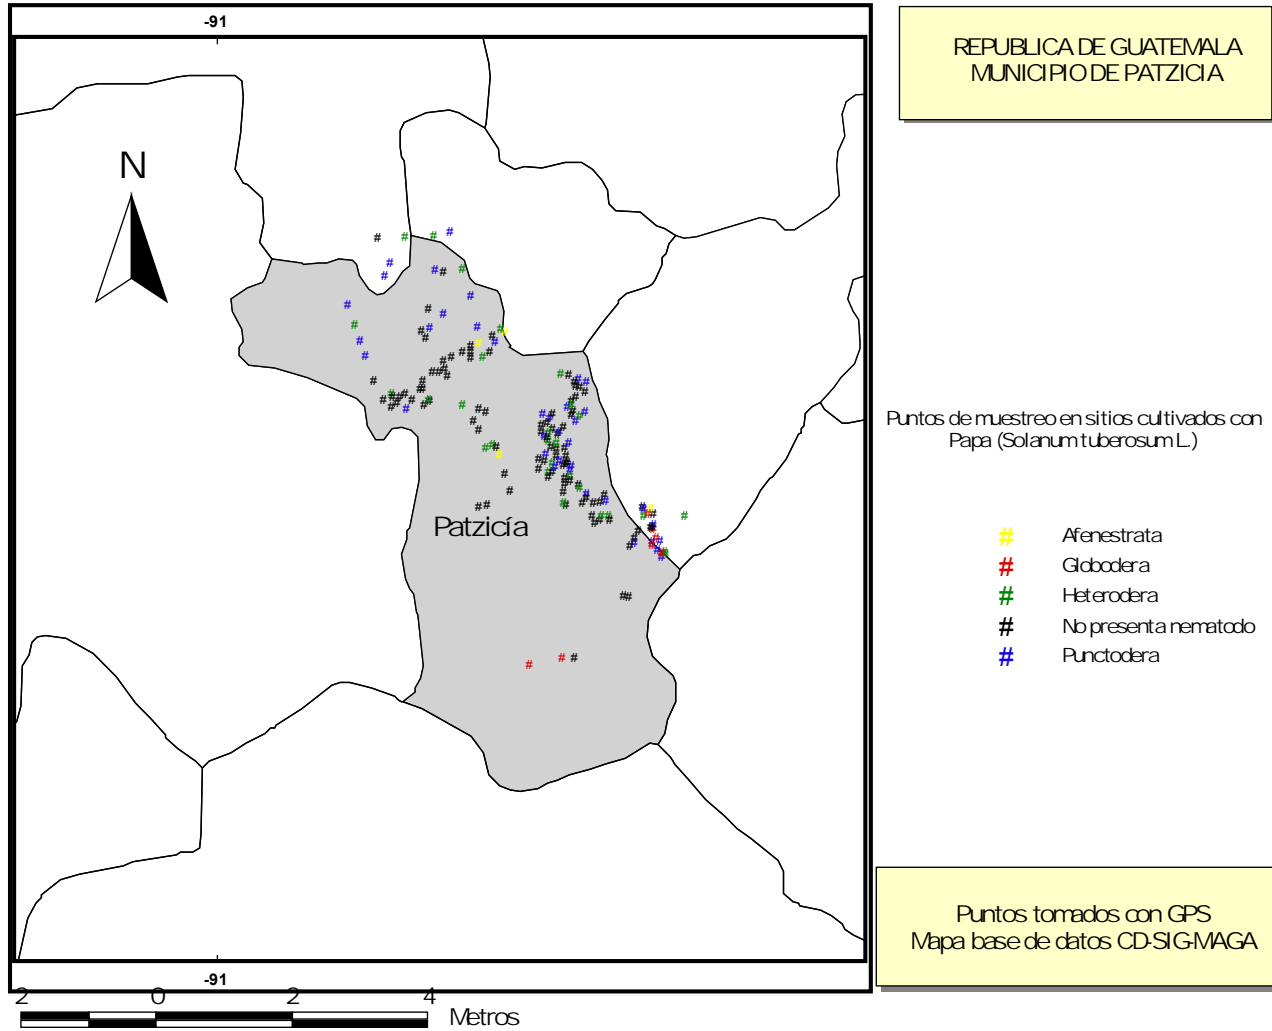 -91
REPUBLICA DE GUATEMALA
MUNICIPIO DE PATZICIA
N
Puntos de muestreo en sitios cultivados con
Papa (Solanum tuberosum L.)
Patzicía
# Afenestrata
# Globodera
# Heterodera
# No presenta nematodo
# Punctodera
Puntos tomados con GPS
Mapa base de datos CD-SIG-MAGA
-91
2 0 2 4
Metros